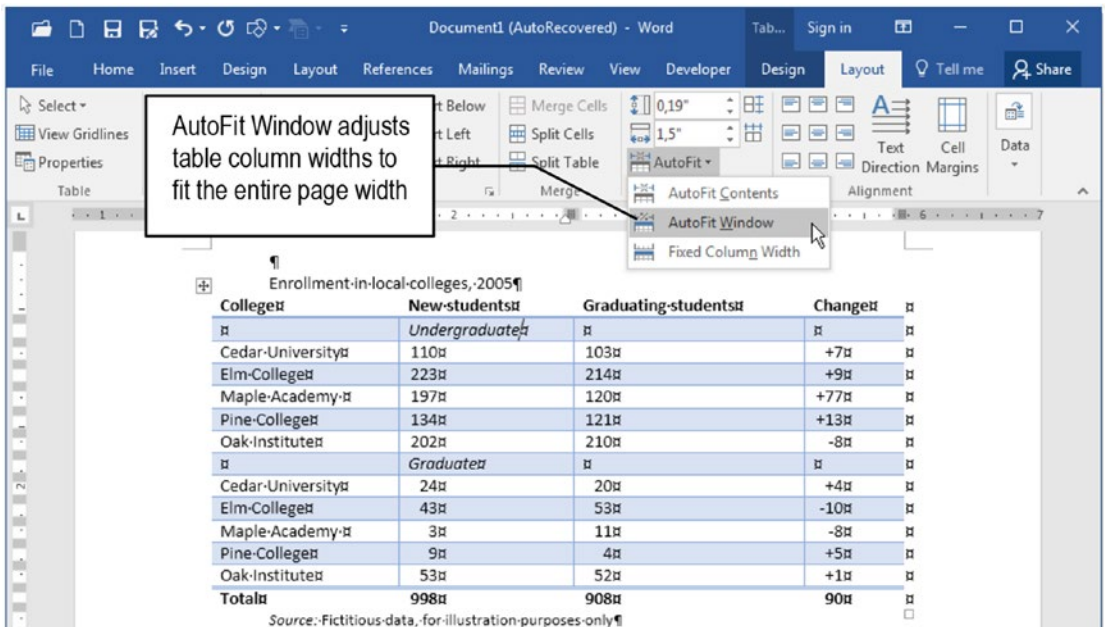 Document1 (AutoRecovered) - Word Tab... Sign in
File Home Insert Design Layout References Mailings Review View Developer Design Layout Tell me Share
Select
View Gridlines
Properties
Table
AutoFit Window adjusts
table column widths to
fit the entire page width
rt Below
rt Left
rt Right
Merge Cells
Split Cells
Split Table
Merge
0,19"
1,5"
AutoFit
Text
Direction
Cell
Margins
Alignment
Data
AutoFit Contents
AutoFit Window
Fixed Column Width
1 2 6 7
¶
Enrollment·in·local·colleges,·2005¶
College¤ New·students¤ Graduating·students¤ Change¤ ¤
¤ Undergraduate¤ ¤ ¤ ¤
Cedar·University¤ 110¤ 103¤ +7¤ ¤
Elm·College¤ 223¤ 214¤ +9¤ ¤
Maple·Academy·¤ 197¤ 120¤ +77¤ ¤
Pine·College¤ 134¤ 121¤ +13¤ ¤
Oak·Institute¤ 202¤ 210¤ -8¤ ¤
¤ Graduate¤ ¤ ¤ ¤
Cedar·University¤ 24¤ 20¤ +4¤ ¤
Elm·College¤ 43¤ 53¤ -10¤ ¤
Maple·Academy·¤ 3¤ 11¤ -8¤ ¤
Pine·College¤ 9¤ 4¤ +5¤ ¤
Oak·Institute¤ 53¤ 52¤ +1¤ ¤
Total¤ 998¤ 908¤ 90¤ ¤
Source:·Fictitious·data,·for·illustration·purposes·only¶